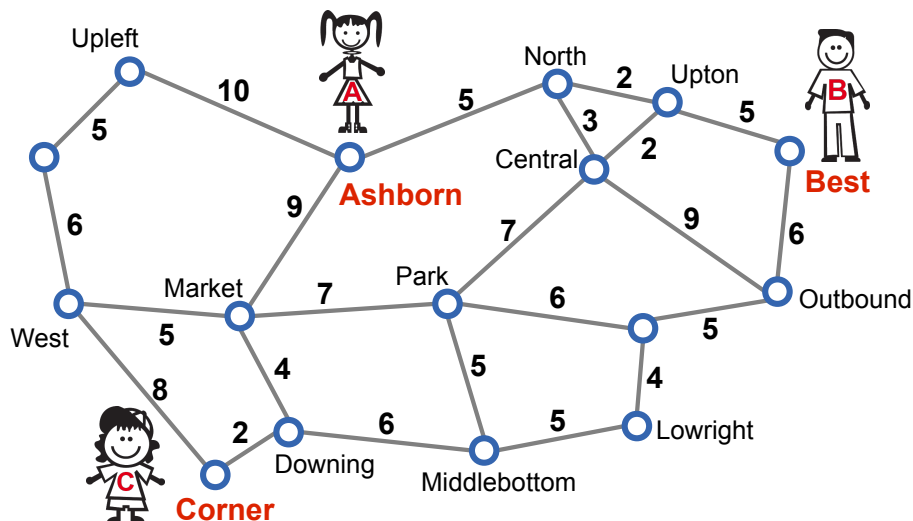 Upleft
10
A
5
North
2
Upton
B
5
5
3
2
Central
Ashborn
Best
9
6
9
7
6
Market
7
Park
6
Outbound
West
5
5
4
5
4
8
2
6
5
Lowright
Downing
Middlebottom
C
Corner